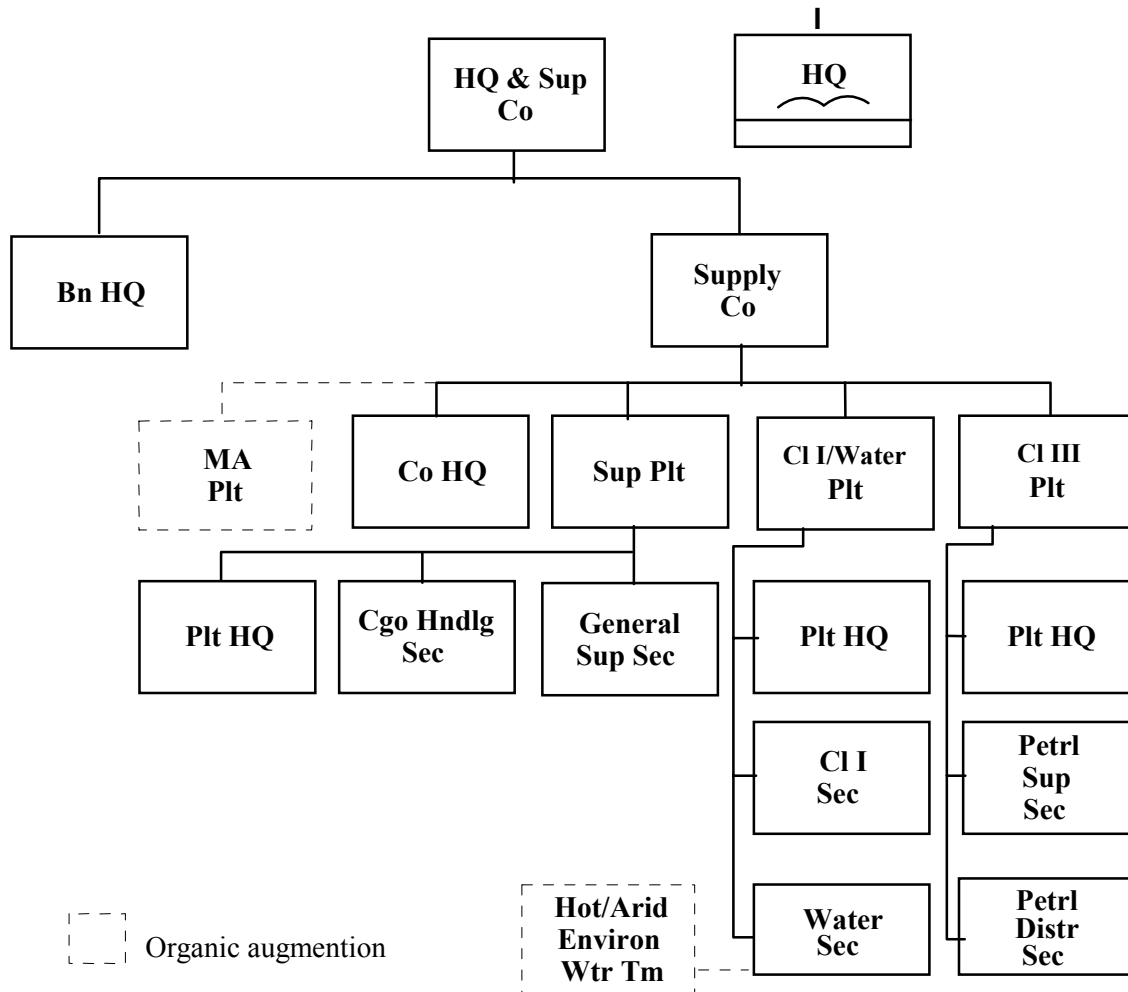 I
HQ & Sup
Co
HQ
Bn HQ
Supply
Co
MA
Plt
Co HQ
Sup Plt
Cl I/Water
Plt
Cl III
Plt
Plt HQ
Cgo Hndlg
Sec
General
Sup Sec
Plt HQ
Plt HQ
Cl I
Sec
Petrl
Sup
Sec
Hot/Arid
Environ
Wtr Tm
Water
Sec
Petrl
Distr
Sec
Organic augmention